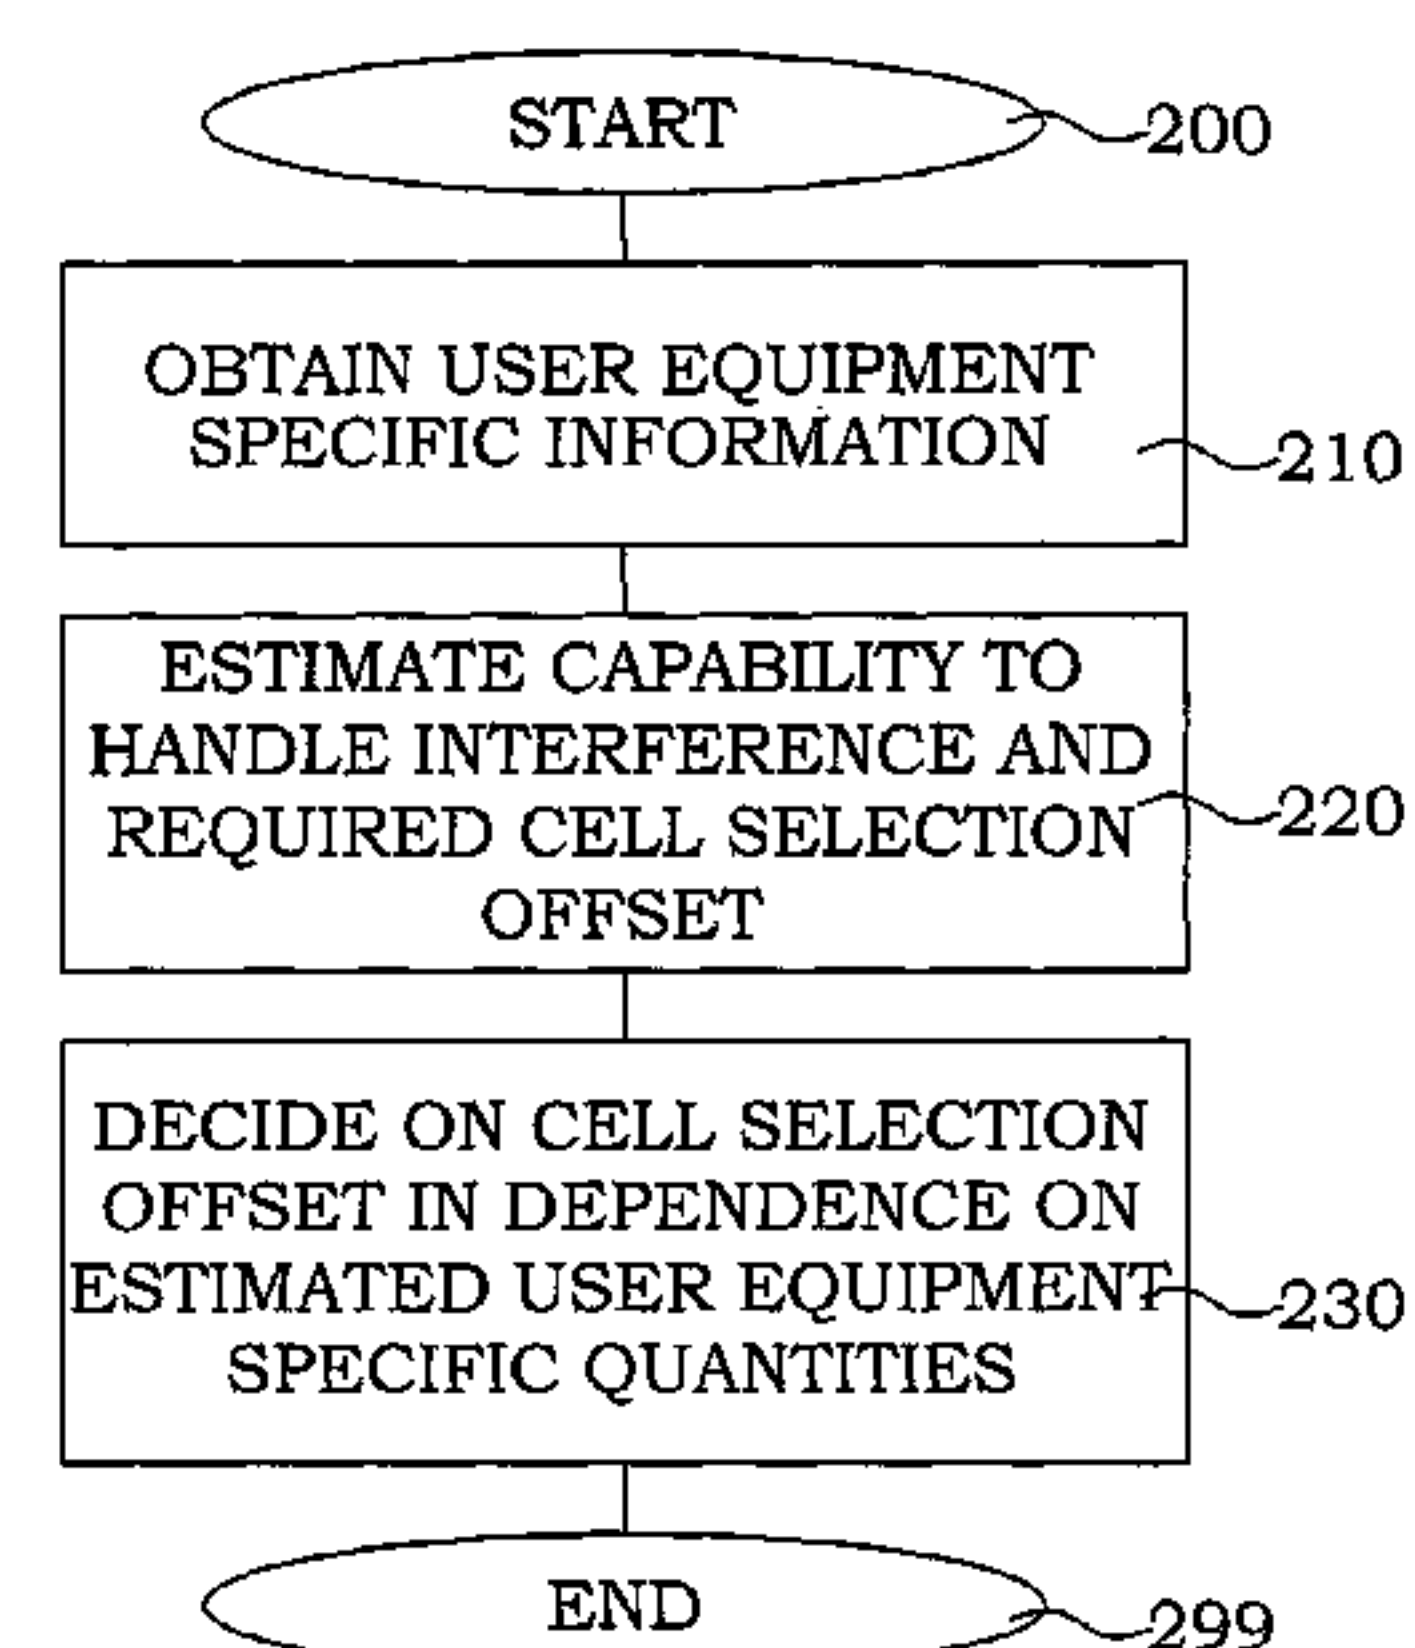 START
200
OBTAIN USER EQUIPMENT
SPECIFIC INFORMATION
210
ESTIMATE CAPABILITY TO
HANDLE INTERFERENCE AND
REQUIRED CELL SELECTION
OFFSET
220
DECIDE ON CELL SELECTION
OFFSET IN DEPENDENCE ON
ESTIMATED USER EQUIPMENT
SPECIFIC QUANTITIES
230
END
299